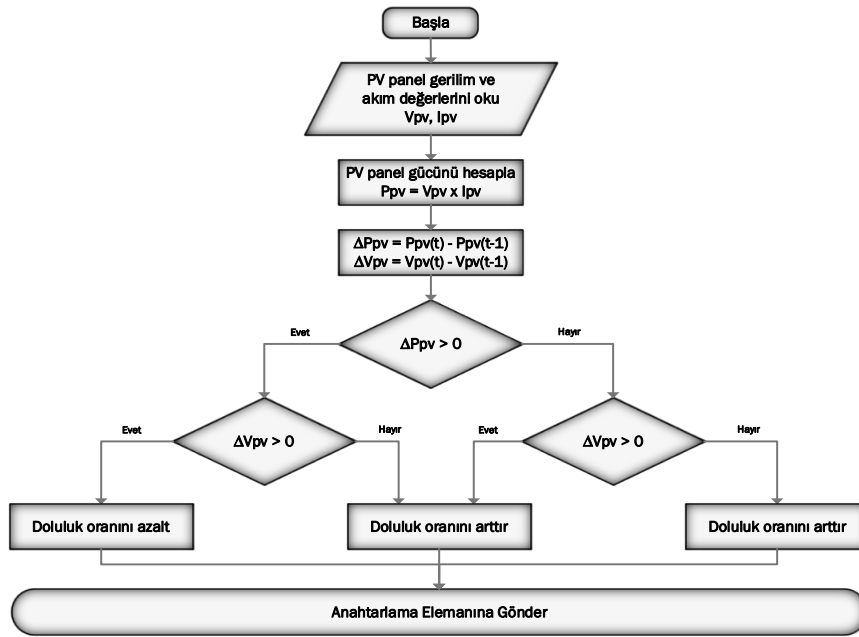 Başla
PV panel gerilim ve
akım değerlerini oku
Vpv, Ipv
PV panel gücünü hesapla
Ppv = Vpv x Ipv
ΔPpv = Ppv(t) - Ppv(t-1)
ΔVpv = Vpv(t) - Vpv(t-1)
Evet
ΔPpv > 0
Hayır
Evet
ΔVpv > 0
Hayır
Evet
ΔVpv > 0
Hayır
Doluluk oranını azalt
Doluluk oranını arttır
Doluluk oranını arttır
Anahtarlama Elemanına Gönder